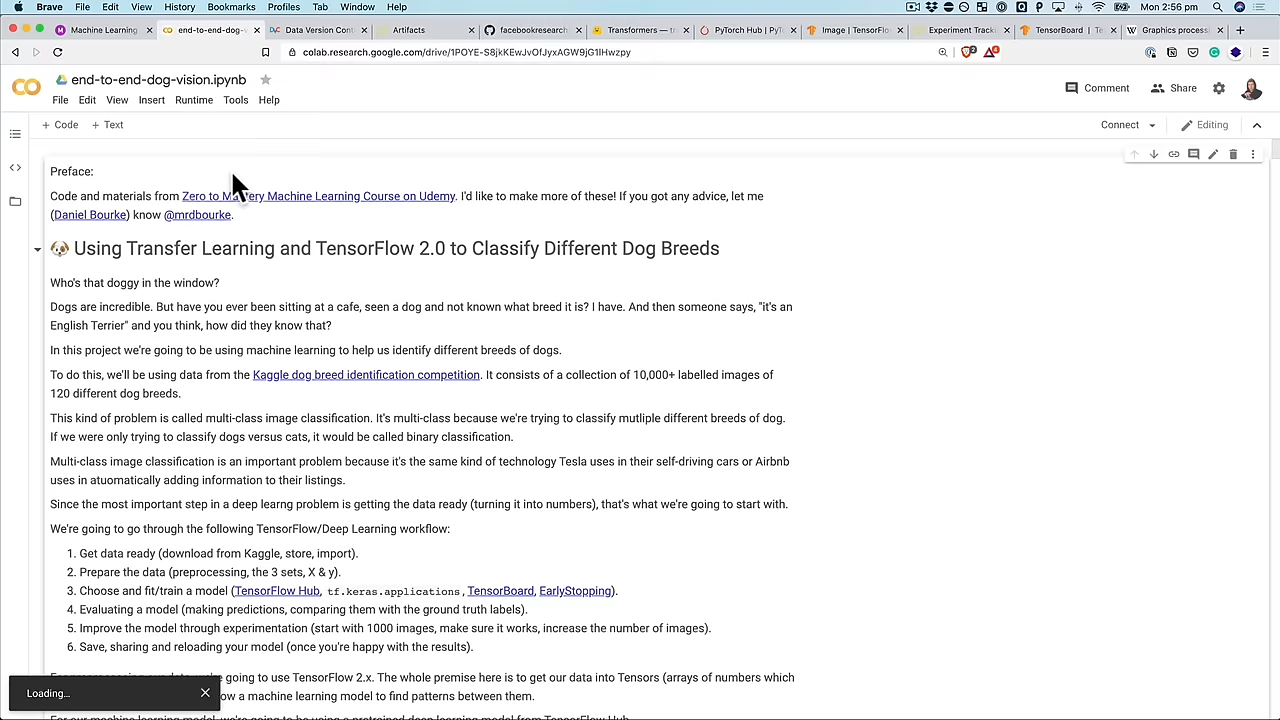 Brave File Edit View History Bookmarks Profiles Tab Window Help Mon 2:56 pm
Machine Learning end-to-end-dog- Data Version Cont Artifacts facebookresearch Transformers — PyTorch Hub | PyT Image | TensorFlow Experiment Track TensorBoard | Te Graphics process
colab.research.google.com/drive/1POYE-S8jkKEwJvOfJyxAGW9jG1IHwzpy
end-to-end-dog-vision.ipynb
Comment Share
File Edit View Insert Runtime Tools Help
+ Code + Text Connect Editing
Preface:
Code and materials from Zero to Mastery Machine Learning Course on Udemy. I'd like to make more of these! If you got any advice, let me
(Daniel Bourke) know @mrdbourke.
Using Transfer Learning and TensorFlow 2.0 to Classify Different Dog Breeds
Who's that doggy in the window?
Dogs are incredible. But have you ever been sitting at a cafe, seen a dog and not known what breed it is? I have. And then someone says, "it's an
English Terrier" and you think, how did they know that?
In this project we're going to be using machine learning to help us identify different breeds of dogs.
To do this, we'll be using data from the Kaggle dog breed identification competition. It consists of a collection of 10,000+ labelled images of
120 different dog breeds.
This kind of problem is called multi-class image classification. It's multi-class because we're trying to classify mutliple different breeds of dog.
If we were only trying to classify dogs versus cats, it would be called binary classification.
Multi-class image classification is an important problem because it's the same kind of technology Tesla uses in their self-driving cars or Airbnb
uses in atuomatically adding information to their listings.
Since the most important step in a deep learng problem is getting the data ready (turning it into numbers), that's what we're going to start with.
We're going to go through the following TensorFlow/Deep Learning workflow:
1. Get data ready (download from Kaggle, store, import).
2. Prepare the data (preprocessing, the 3 sets, X & y).
3. Choose and fit/train a model (TensorFlow Hub, tf.keras.applications, TensorBoard, EarlyStopping).
4. Evaluating a model (making predictions, comparing them with the ground truth labels).
5. Improve the model through experimentation (start with 1000 images, make sure it works, increase the number of images).
6. Save, sharing and reloading your model (once you're happy with the results).
going to use TensorFlow 2.x. The whole premise here is to get our data into Tensors (arrays of numbers which
Loading...
a machine learning model to find patterns between them.
For our machine learning model, we're going to be using a pretrained deep learning model from TensorFlow Hub